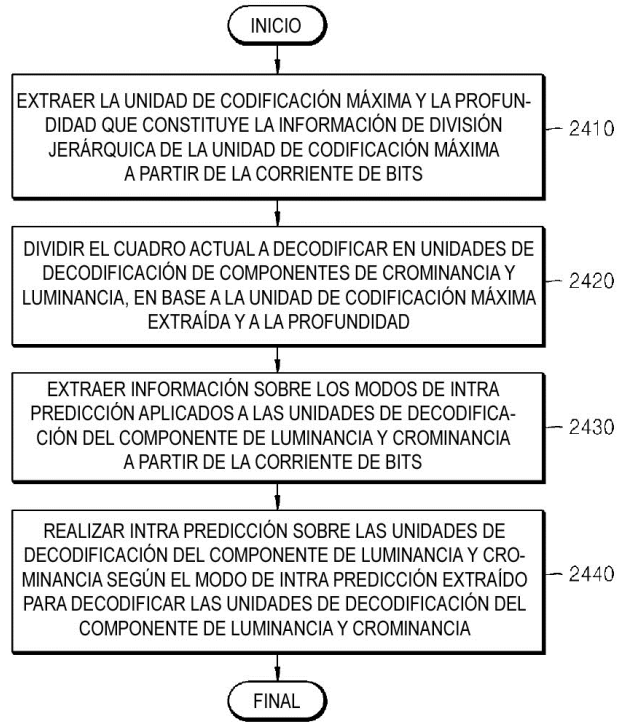 INICIO
EXTRAER LA UNIDAD DE CODIFICACIÓN MÁXIMA Y LA PROFUN-
DIDAD QUE CONSTITUYE LA INFORMACIÓN DE DIVISIÓN
JERÁRQUICA DE LA UNIDAD DE CODIFICACIÓN MÁXIMA
A PARTIR DE LA CORRIENTE DE BITS
2410
DIVIDIR EL CUADRO ACTUAL A DECODIFICAR EN UNIDADES DE
DECODIFICACIÓN DE COMPONENTES DE CROMINANCIA Y
LUMINANCIA, EN BASE A LA UNIDAD DE CODIFICACIÓN MÁXIMA
EXTRAÍDA Y A LA PROFUNDIDAD
2420
EXTRAER INFORMACIÓN SOBRE LOS MODOS DE INTRA
PREDICCIÓN APLICADOS A LAS UNIDADES DE DECODIFICA-
CIÓN DEL COMPONENTE DE LUMINANCIA Y CROMINANCIA
A PARTIR DE LA CORRIENTE DE BITS
2430
REALIZAR INTRA PREDICCIÓN SOBRE LAS UNIDADES DE
DECODIFICACIÓN DEL COMPONENTE DE LUMINANCIA Y CRO-
MINANCIA SEGÚN EL MODO DE INTRA PREDICCIÓN EXTRAÍDO
PARA DECODIFICAR LAS UNIDADES DE DECODIFICACIÓN DEL
COMPONENTE DE LUMINANCIA Y CROMINANCIA
2440
FINAL